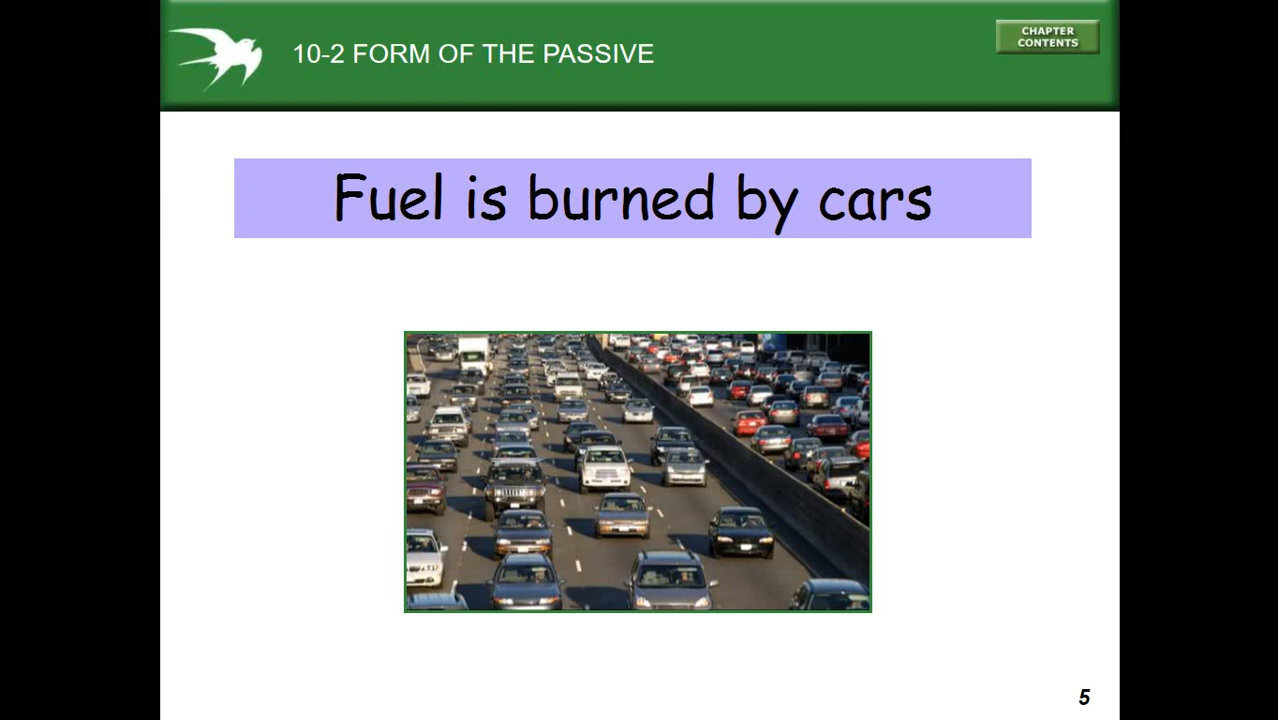 10-2 FORM OF THE PASSIVE
CHAPTER
CONTENTS
Fuel is burned by cars
5